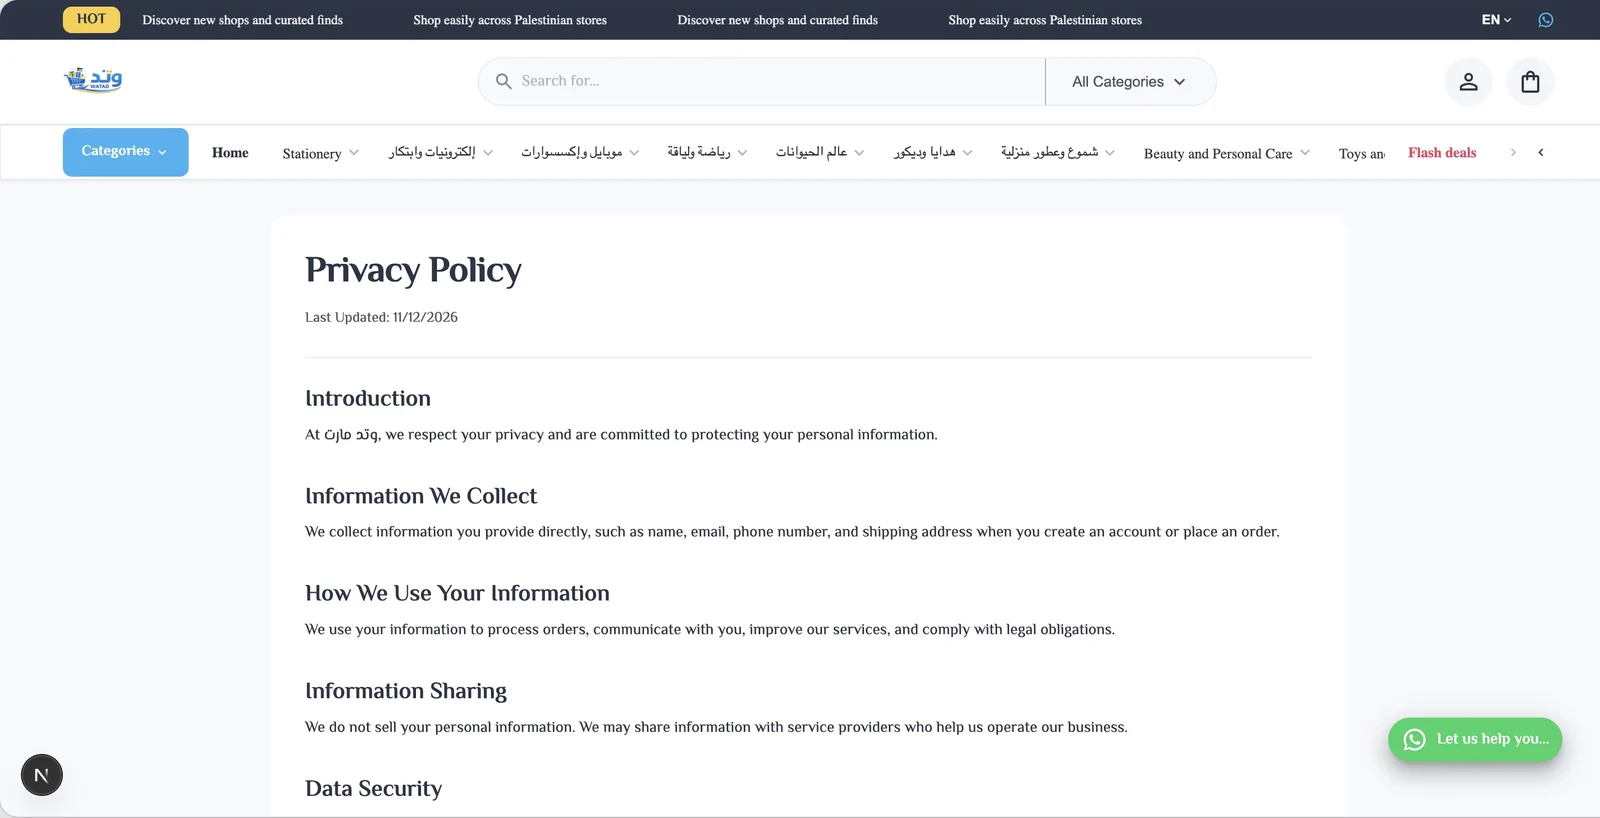 HOT
Discover new shops and curated finds
Shop easily across Palestinian stores
Discover new shops and curated finds
Shop easily across Palestinian stores
EN
وتد
WATAD
Search for...
All Categories
Categories
Home
Stationery
إلكترونيات وابتكار
موبايل وإكسسوارات
رياضة ولياقة
عالم الحيوانات
هدايا وديكور
شموع وعطور منزلية
Beauty and Personal Care
Toys an
Flash deals
Privacy Policy
Last Updated: 11/12/2026
Introduction
At وتد مارت, we respect your privacy and are committed to protecting your personal information.
Information We Collect
We collect information you provide directly, such as name, email, phone number, and shipping address when you create an account or place an order.
How We Use Your Information
We use your information to process orders, communicate with you, improve our services, and comply with legal obligations.
Information Sharing
We do not sell your personal information. We may share information with service providers who help us operate our business.
Let us help you...
N
Data Security